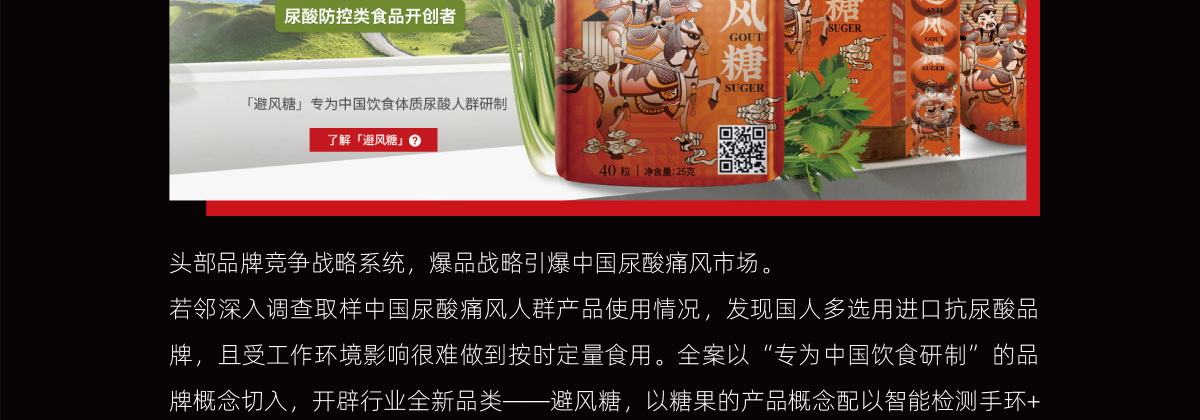 尿酸防控类食品开创者
风
糖
GOUT
SUGER
糖
SUGER
ANTI
风
GOUT
糖
SUGER
「避风糖」专为中国饮食体质尿酸人群研制
了解「避风糖」?
40 粒 | 净含量:25克
头部品牌竞争战略系统，爆品战略引爆中国尿酸痛风市场。
若邻深入调查取样中国尿酸痛风人群产品使用情况，发现国人多选用进口抗尿酸品
牌，且受工作环境影响很难做到按时定量食用。全案以“专为中国饮食研制”的品
牌概念切入，开辟行业全新品类——避风糖，以糖果的产品概念配以智能检测手环+